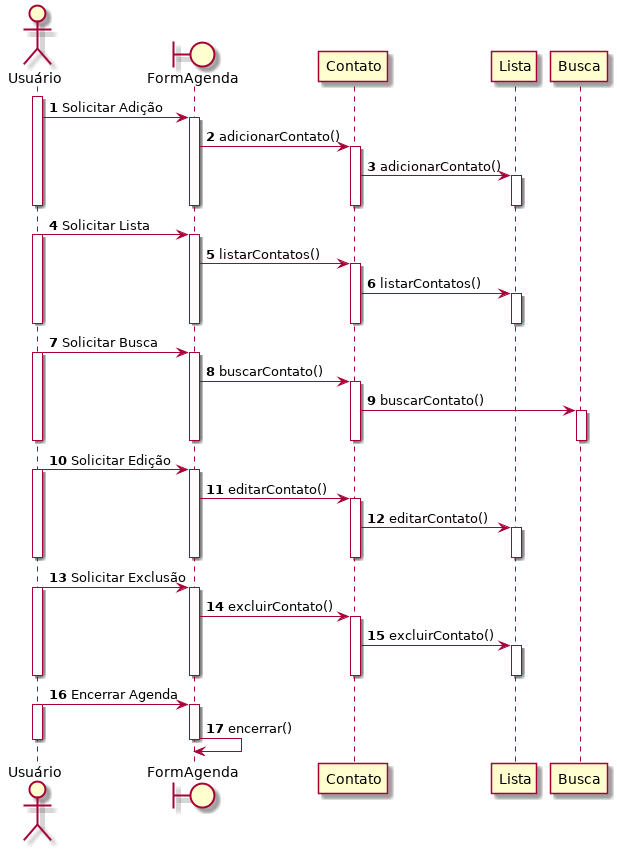 Usuário
FormAgenda
Contato
Lista
Busca
1 Solicitar Adição
2 adicionarContato()
3 adicionarContato()
4 Solicitar Lista
5 listarContatos()
6 listarContatos()
7 Solicitar Busca
8 buscarContato()
9 buscarContato()
10 Solicitar Edição
11 editarContato()
12 editarContato()
13 Solicitar Exclusão
14 excluirContato()
15 excluirContato()
16 Encerrar Agenda
17 encerrar()
Usuário
FormAgenda
Contato
Lista
Busca